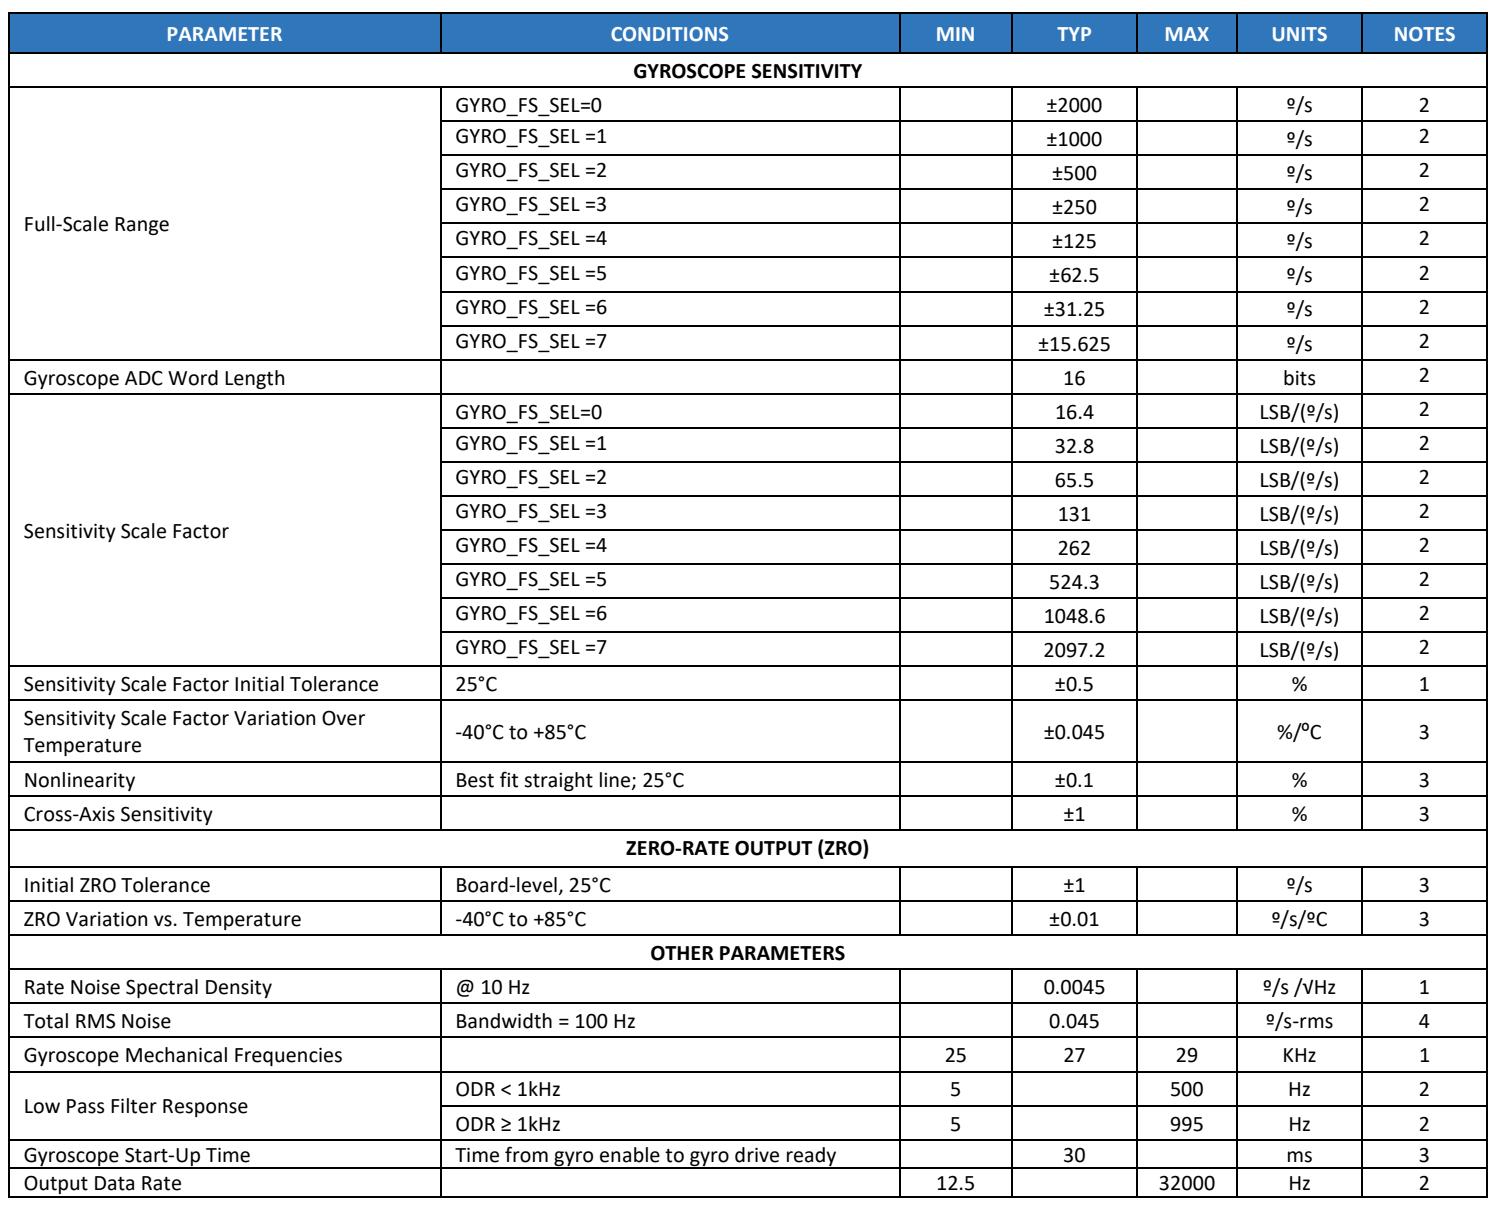 PARAMETER CONDITIONS MIN TYP MAX UNITS NOTES
GYROSCOPE SENSITIVITY
Full-Scale Range
GYRO_FS_SEL=0 ±2000 º/s 2
GYRO_FS_SEL =1 ±1000 º/s 2
GYRO_FS_SEL =2 ±500 º/s 2
GYRO_FS_SEL =3 ±250 º/s 2
GYRO_FS_SEL =4 ±125 º/s 2
GYRO_FS_SEL =5 ±62.5 º/s 2
GYRO_FS_SEL =6 ±31.25 º/s 2
GYRO_FS_SEL =7 ±15.625 º/s 2
Gyroscope ADC Word Length 16 bits 2
Sensitivity Scale Factor
GYRO_FS_SEL=0 16.4 LSB/(º/s) 2
GYRO_FS_SEL =1 32.8 LSB/(º/s) 2
GYRO_FS_SEL =2 65.5 LSB/(º/s) 2
GYRO_FS_SEL =3 131 LSB/(º/s) 2
GYRO_FS_SEL =4 262 LSB/(º/s) 2
GYRO_FS_SEL =5 524.3 LSB/(º/s) 2
GYRO_FS_SEL =6 1048.6 LSB/(º/s) 2
GYRO_FS_SEL =7 2097.2 LSB/(º/s) 2
Sensitivity Scale Factor Initial Tolerance 25°C ±0.5 % 1
Sensitivity Scale Factor Variation Over
Temperature -40°C to +85°C ±0.045 %/ºC 3
Nonlinearity Best fit straight line; 25°C ±0.1 % 3
Cross-Axis Sensitivity ±1 % 3
ZERO-RATE OUTPUT (ZRO)
Initial ZRO Tolerance Board-level, 25°C ±1 º/s 3
ZRO Variation vs. Temperature -40°C to +85°C ±0.01 º/s/ºC 3
OTHER PARAMETERS
Rate Noise Spectral Density @ 10 Hz 0.0045 º/s /√Hz 1
Total RMS Noise Bandwidth = 100 Hz 0.045 º/s-rms 4
Gyroscope Mechanical Frequencies 25 27 29 KHz 1
Low Pass Filter Response
ODR < 1kHz 5 500 Hz 2
ODR ≥ 1kHz 5 995 Hz 2
Gyroscope Start-Up Time Time from gyro enable to gyro drive ready 30 ms 3
Output Data Rate 12.5 32000 Hz 2